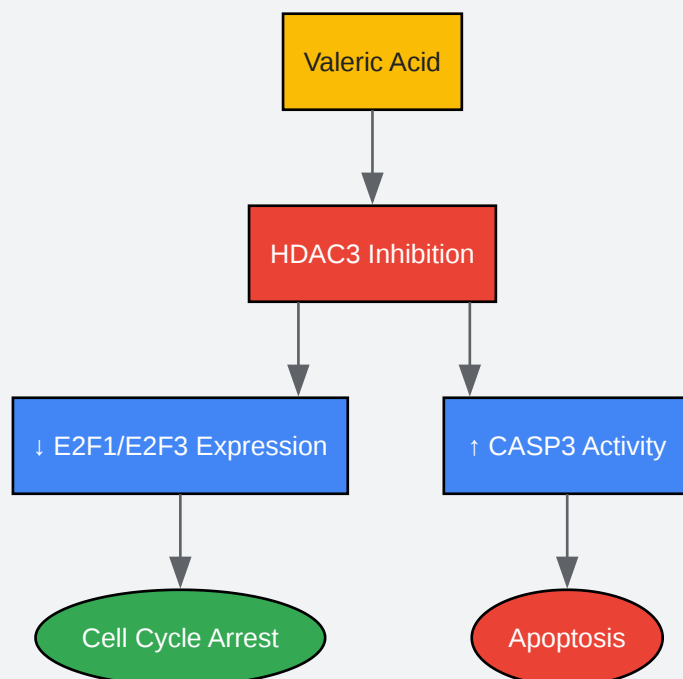 Valeric Acid
HDAC3 Inhibition
↓ E2F1/E2F3 Expression
↑ CASP3 Activity
Cell Cycle Arrest
Apoptosis